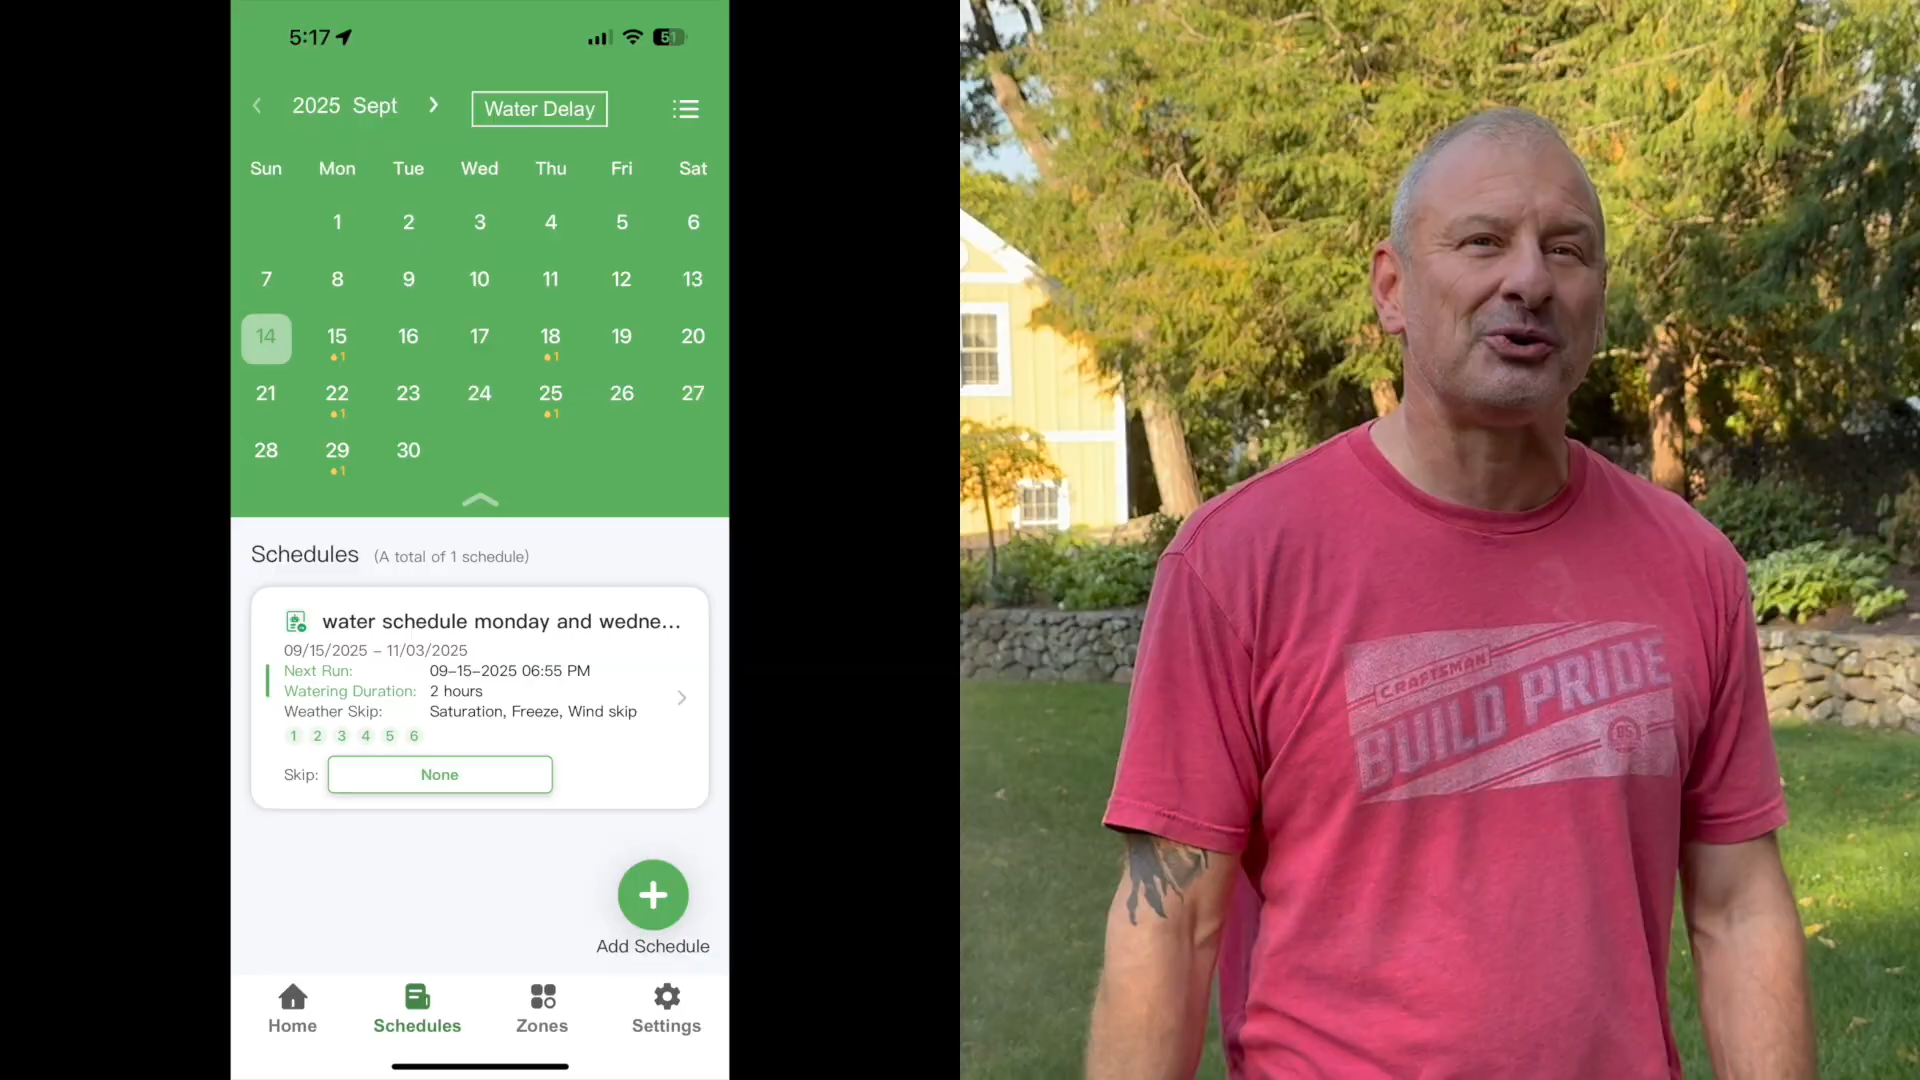 5:17
51
2025 Sept
Water Delay
Sun Mon Tue Wed Thu Fri Sat
1 2 3 4 5 6
7 8 9 10 11 12 13
14 15 16 17 18 19 20
1 1
21 22 23 24 25 26 27
1 1
28 29 30
1
Schedules (A total of 1 schedule)
water schedule monday and wedne...
09/15/2025 – 11/03/2025
Next Run: 09–15–2025 06:55 PM
Watering Duration: 2 hours
Weather Skip: Saturation, Freeze, Wind skip
1 2 3 4 5 6
Skip: None
Add Schedule
Home Schedules Zones Settings
CRAFTSMAN
BUILD PRIDE